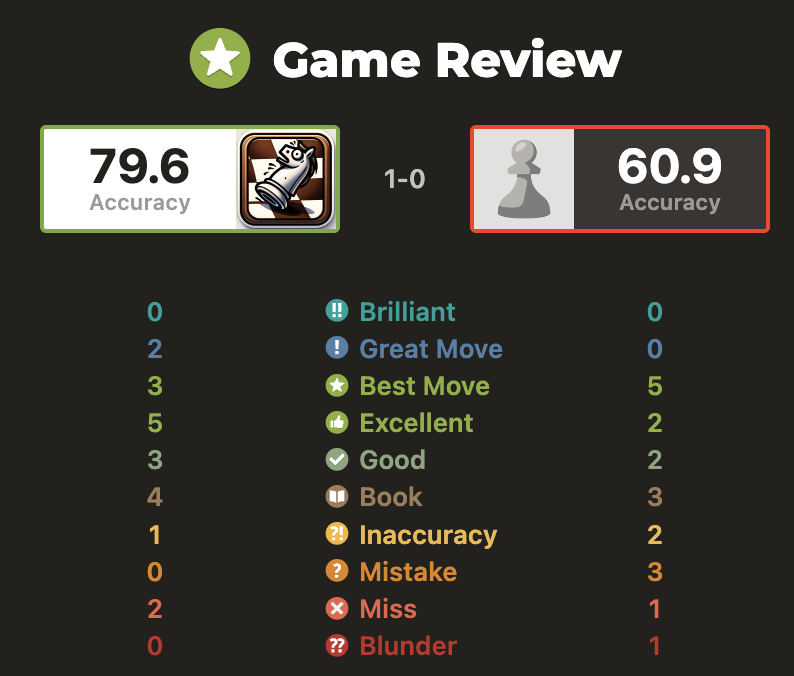 Game Review
79.6 1-0 60.9
Accuracy Accuracy
0 !! Brilliant 0
2 ! Great Move 0
3 Best Move 5
5 Excellent 2
3 Good 2
4 Book 3
1 ?! Inaccuracy 2
0 ? Mistake 3
2 Miss 1
0 ?? Blunder 1